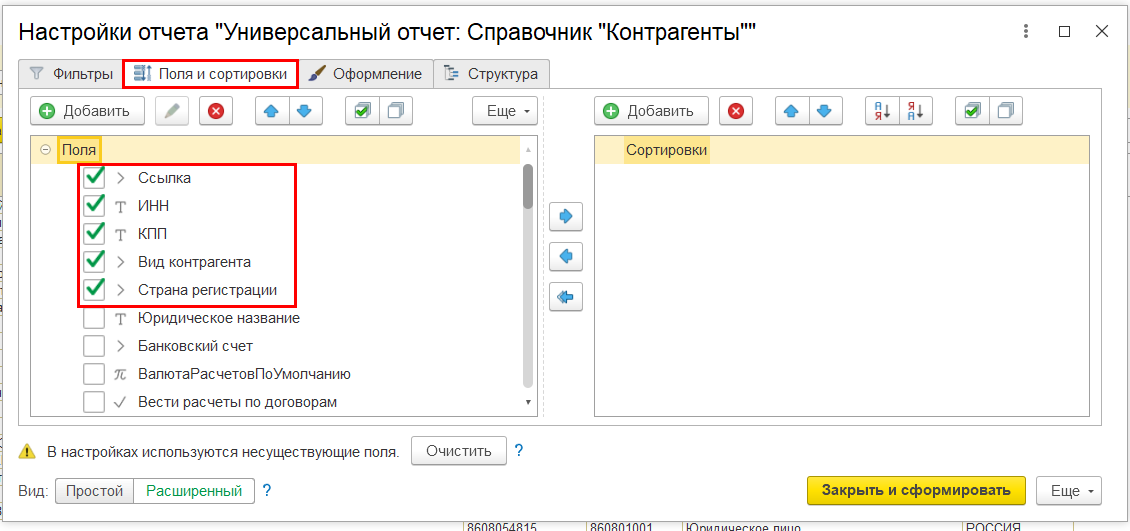 Настройки отчета "Универсальный отчет: Справочник "Контрагенты""
Фильтры Поля и сортировки Оформление Структура
Добавить Еще Добавить
Поля Сортировки
Ссылка
ИНН
КПП
Вид контрагента
Страна регистрации
Юридическое название
Банковский счет
ВалютаРасчетовПоУмолчанию
Вести расчеты по договорам
В настройках используются несуществующие поля. Очистить ?
Вид: Простой Расширенный ? Закрыть и сформировать Еще
8608054815 860801001 Юридическое лицо РОССИЯ